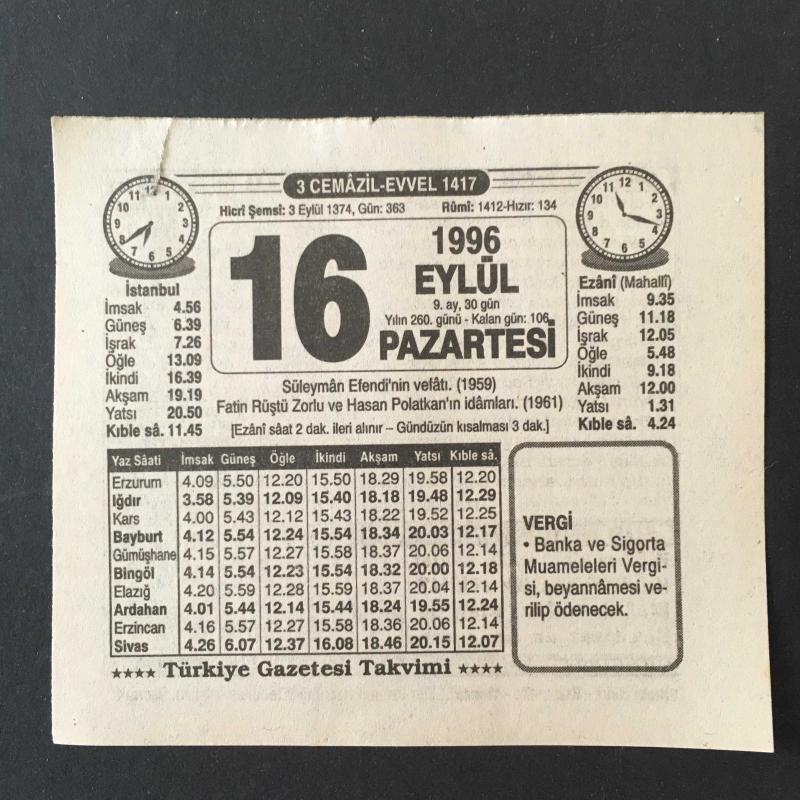 3 CEMÂZİL-EVVEL 1417
Hicrî Şemsî: 3 Eylül 1374, Gün: 363 Rûmî: 1412-Hızır: 134
16
1996
EYLÜL
9. ay, 30 gün
Yılın 260. günü - Kalan gün: 106
PAZARTESİ
İstanbul
İmsak 4.56
Güneş 6.39
İşrak 7.26
Öğle 13.09
İkindi 16.39
Akşam 19.19
Yatsı 20.50
Kıble sâ. 11.45
Ezânî (Mahallî)
İmsak 9.35
Güneş 11.18
İşrak 12.05
Öğle 5.48
İkindi 9.18
Akşam 12.00
Yatsı 1.31
Kıble sâ. 4.24
Süleymân Efendi'nin vefâtı. (1959)
Fatin Rüştü Zorlu ve Hasan Polatkan'ın idâmları. (1961)
[Ezânî sâat 2 dak. ileri alınır – Gündüzün kısalması 3 dak.]
Yaz Sâati İmsak Güneş Öğle İkindi Akşam Yatsı Kıble sâ.
Erzurum 4.09 5.50 12.20 15.50 18.29 19.58 12.20
Iğdır 3.58 5.39 12.09 15.40 18.18 19.48 12.29
Kars 4.00 5.43 12.12 15.43 18.22 19.52 12.25
Bayburt 4.12 5.54 12.24 15.54 18.34 20.03 12.17
Gümüşhane 4.15 5.57 12.27 15.58 18.37 20.06 12.14
Bingöl 4.14 5.54 12.23 15.54 18.32 20.00 12.18
Elazığ 4.20 5.59 12.28 15.59 18.37 20.04 12.14
Ardahan 4.01 5.44 12.14 15.44 18.24 19.55 12.24
Erzincan 4.16 5.57 12.27 15.58 18.36 20.06 12.14
Sivas 4.26 6.07 12.37 16.08 18.46 20.15 12.07
VERGİ
• Banka ve Sigorta
Muameleleri Vergi-
si, beyannâmesi ve-
rilip ödenecek.
Türkiye Gazetesi Takvimi